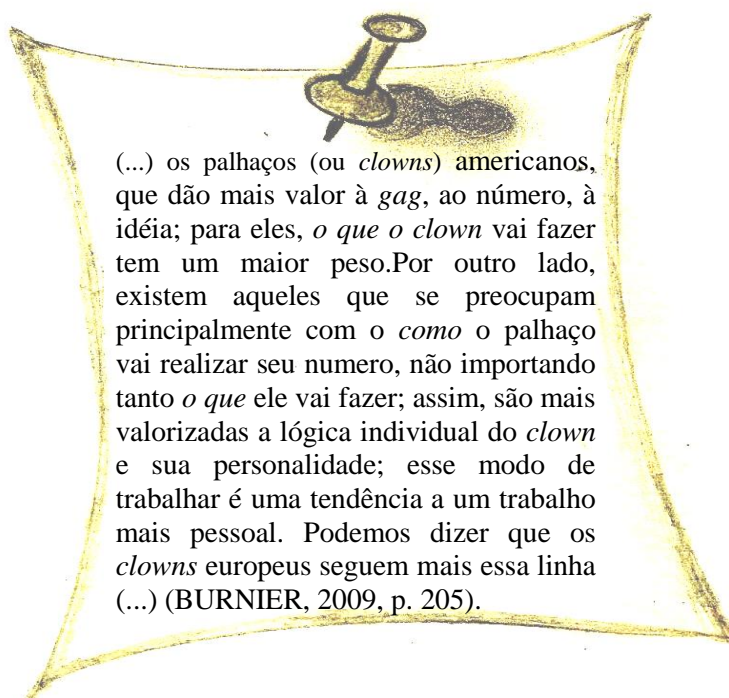 (...) os palhaços (ou clowns) americanos,
que dão mais valor à gag, ao número, à
idéia; para eles, o que o clown vai fazer
tem um maior peso.Por outro lado,
existem aqueles que se preocupam
principalmente com o como o palhaço
vai realizar seu numero, não importando
tanto o que ele vai fazer; assim, são mais
valorizadas a lógica individual do clown
e sua personalidade; esse modo de
trabalhar é uma tendência a um trabalho
mais pessoal. Podemos dizer que os
clowns europeus seguem mais essa linha
(...) (BURNIER, 2009, p. 205).